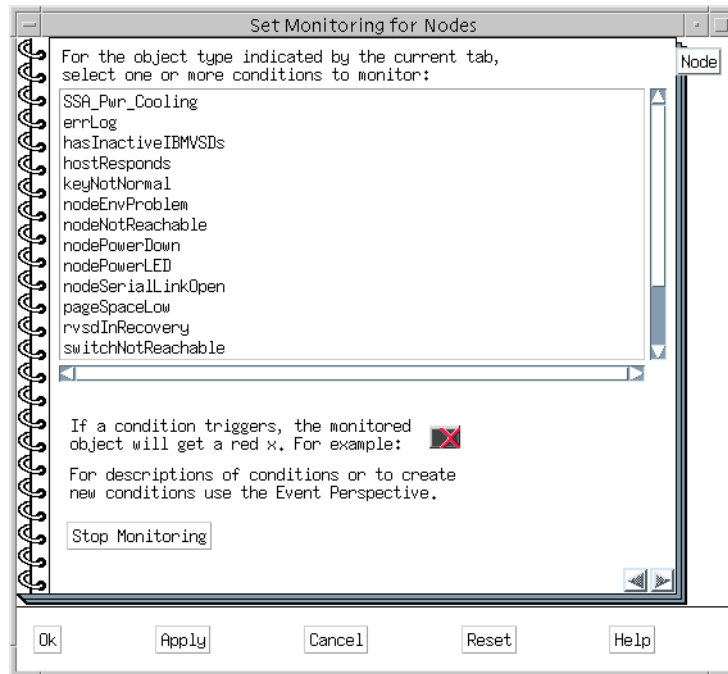 Set Monitoring for Nodes
For the object type indicated by the current tab,
select one or more conditions to monitor:
Node
SSA_Pwr_Cooling
errLog
hasInactiveIBMVSDs
hostResponds
keyNotNormal
nodeEnvProblem
nodeNotReachable
nodePowerDown
nodePowerLED
nodeSerialLinkOpen
pageSpaceLow
rvsdInRecovery
switchNotReachable
If a condition triggers, the monitored
object will get a red x. For example:
For descriptions of conditions or to create
new conditions use the Event Perspective.
Stop Monitoring
Ok Apply Cancel Reset Help